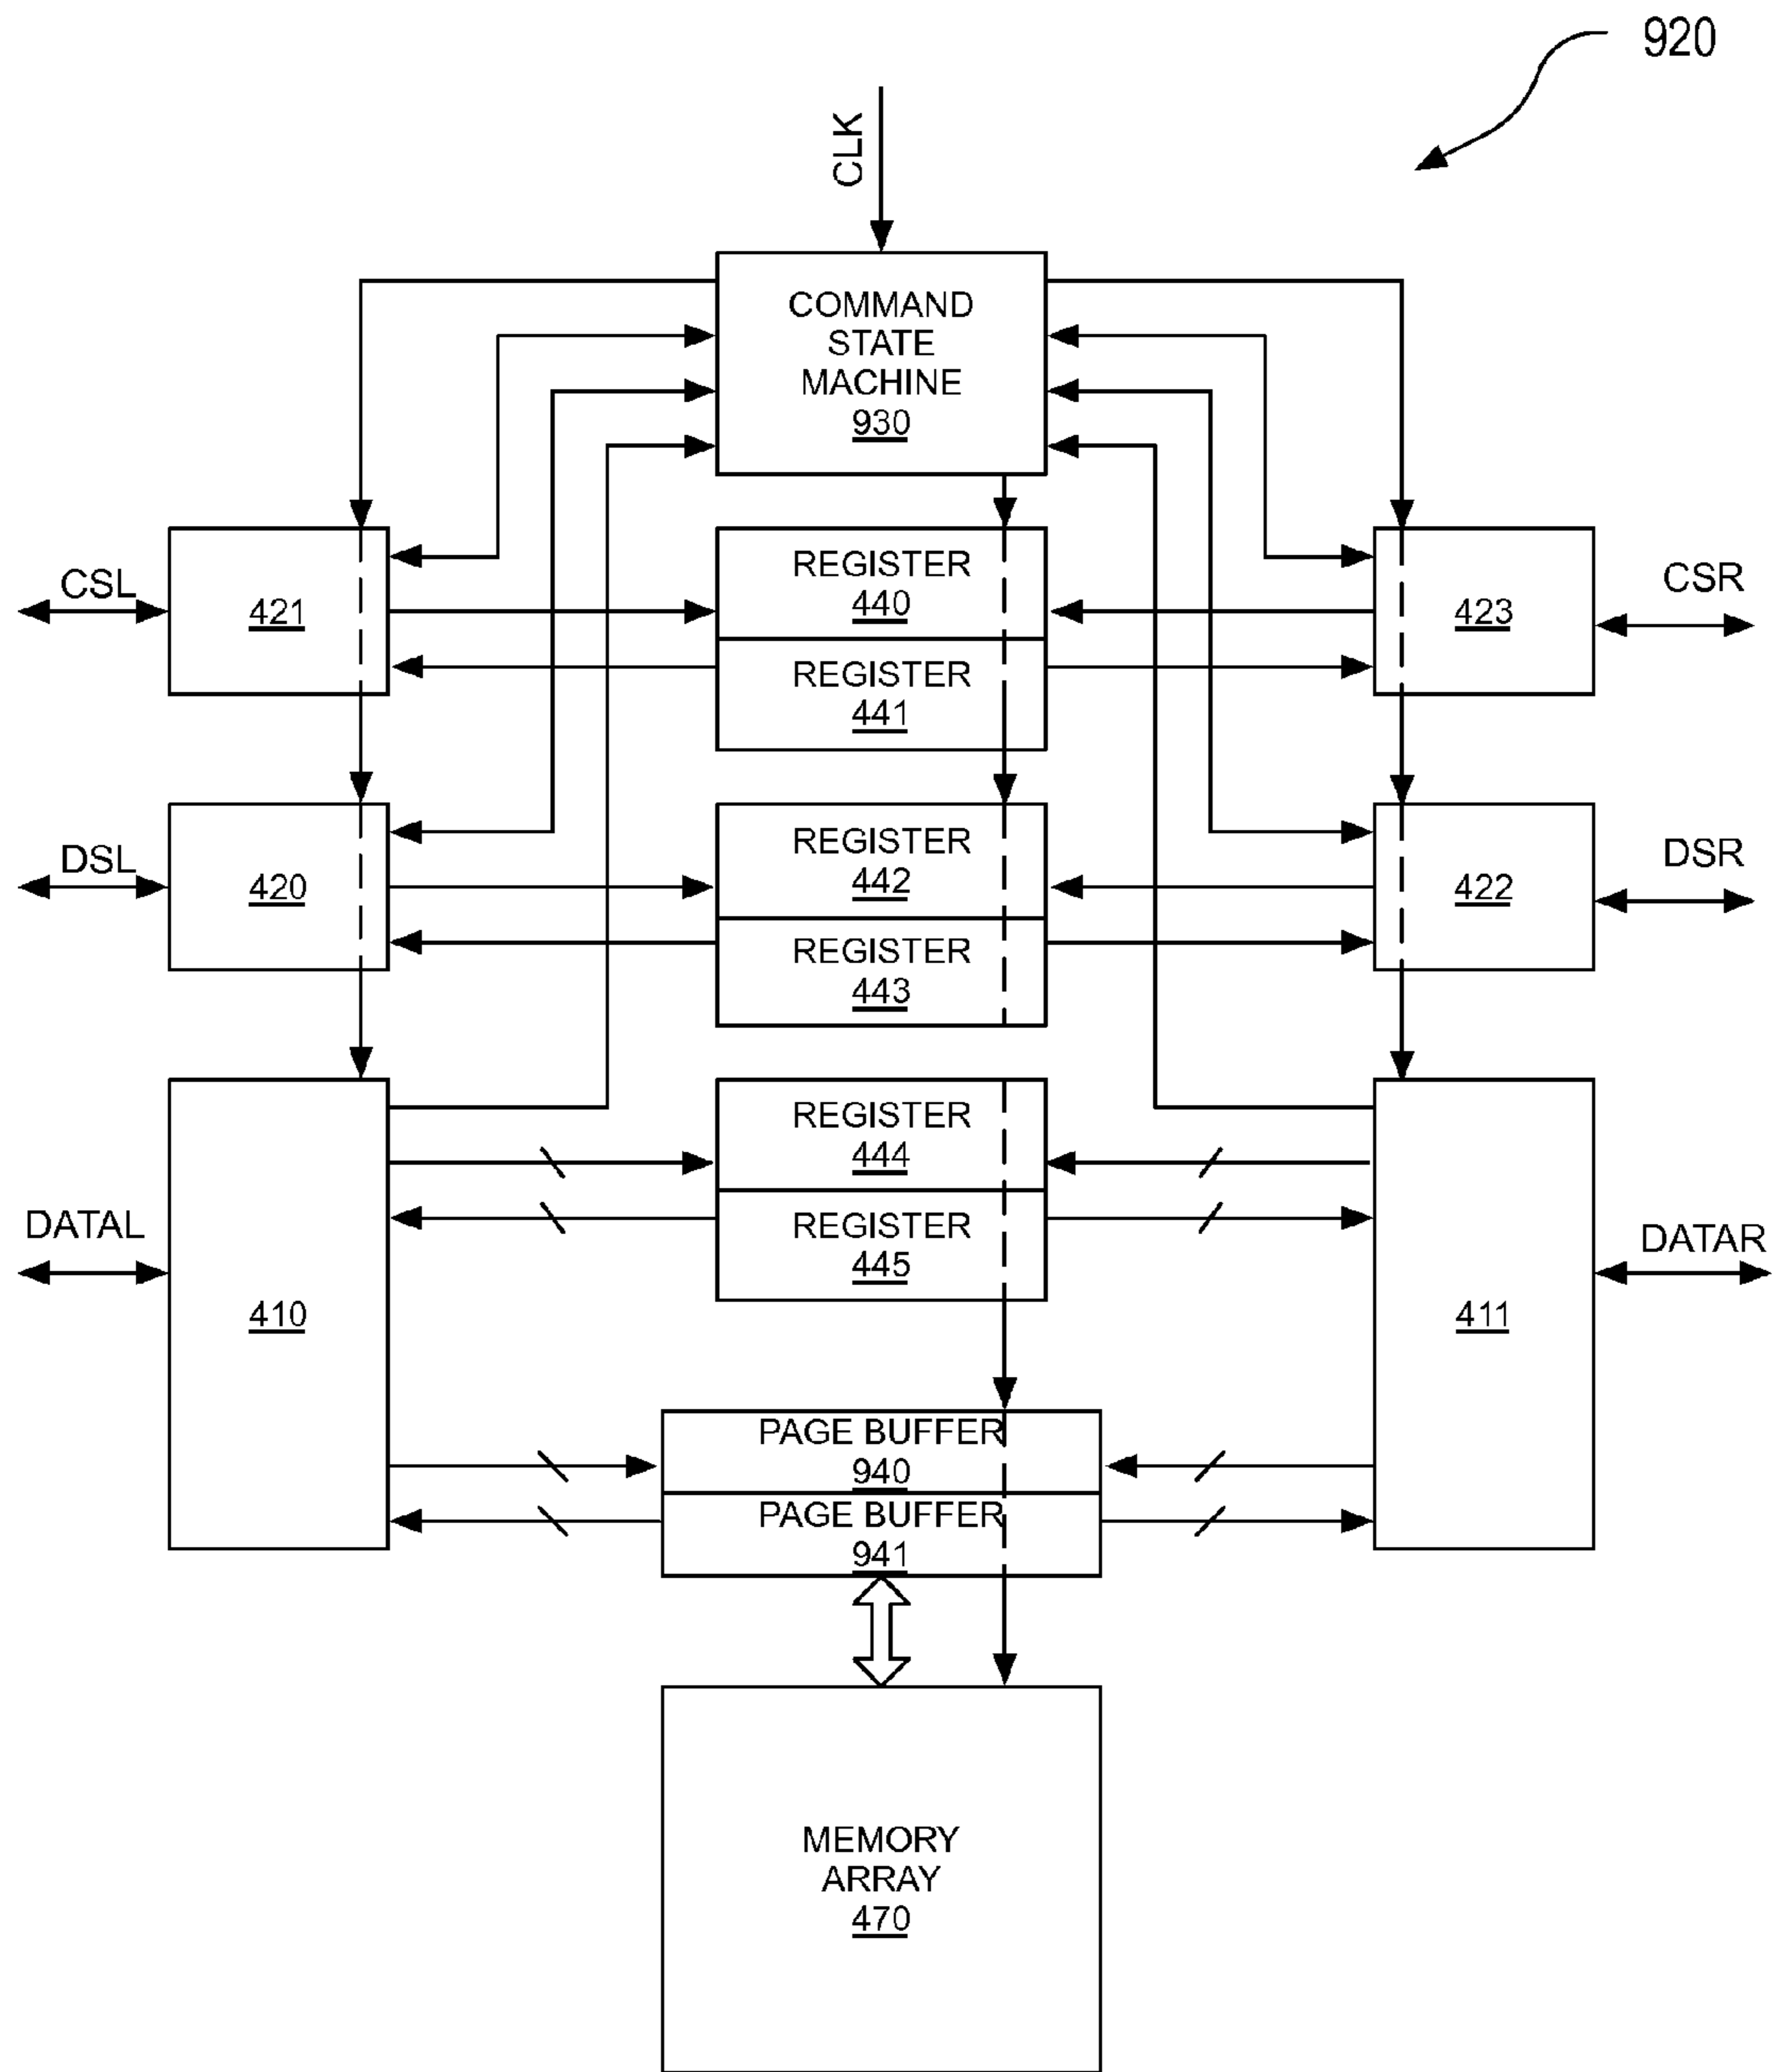 920
CLK
COMMAND
STATE
MACHINE
930
CSL
421
REGISTER
440
REGISTER
441
423
CSR
DSL
420
REGISTER
442
REGISTER
443
422
DSR
DATAL
410
REGISTER
444
REGISTER
445
411
DATAR
PAGE BUFFER
940
PAGE BUFFER
941
MEMORY
ARRAY
470